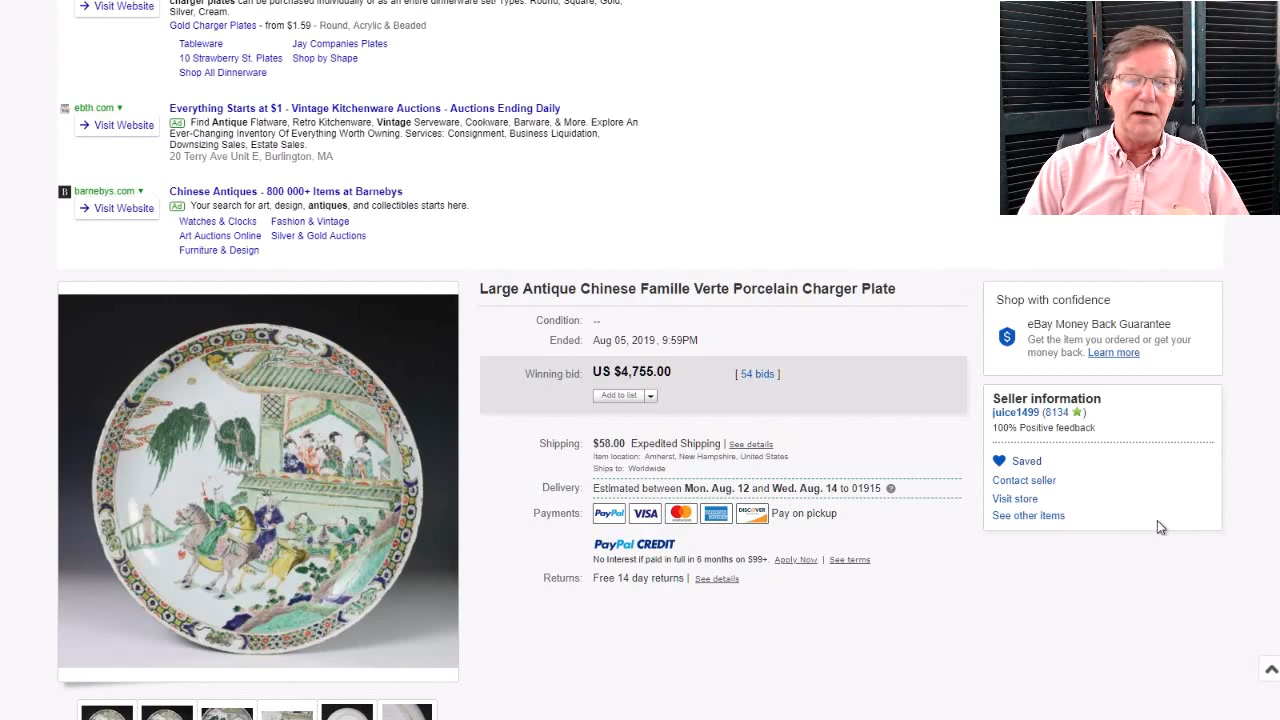 charger plates can be purchased individually or as an entire dinnerware set! Types: Round, Square, Gold,
Silver, Cream.
→ Visit Website
Gold Charger Plates - from $1.59 - Round, Acrylic & Beaded
Tableware Jay Companies Plates
10 Strawberry St. Plates Shop by Shape
Shop All Dinnerware
ebth.com ▾
→ Visit Website
Everything Starts at $1 - Vintage Kitchenware Auctions - Auctions Ending Daily
Ad Find Antique Flatware, Retro Kitchenware, Vintage Serveware, Cookware, Barware, & More. Explore An
Ever-Changing Inventory Of Everything Worth Owning. Services: Consignment, Business Liquidation,
Downsizing Sales, Estate Sales.
20 Terry Ave Unit E, Burlington, MA
B barnebys.com ▾
→ Visit Website
Chinese Antiques - 800 000+ Items at Barnebys
Ad Your search for art, design, antiques, and collectibles starts here.
Watches & Clocks Fashion & Vintage
Art Auctions Online Silver & Gold Auctions
Furniture & Design
Large Antique Chinese Famille Verte Porcelain Charger Plate
Condition: --
Ended: Aug 05, 2019 , 9:59PM
Winning bid: US $4,755.00 [ 54 bids ]
Add to list
Shipping: $58.00 Expedited Shipping | See details
Item location: Amherst, New Hampshire, United States
Ships to: Worldwide
Delivery: Estimated between Mon. Aug. 12 and Wed. Aug. 14 to 01915
Payments: PayPal VISA MasterCard AMERICAN EXPRESS DISCOVER Pay on pickup
PayPal CREDIT
No Interest if paid in full in 6 months on $99+. Apply Now | See terms
Returns: Free 14 day returns | See details
Shop with confidence
eBay Money Back Guarantee
Get the item you ordered or get your
money back. Learn more
Seller information
juice1499 (8134 ★)
100% Positive feedback
Saved
Contact seller
Visit store
See other items